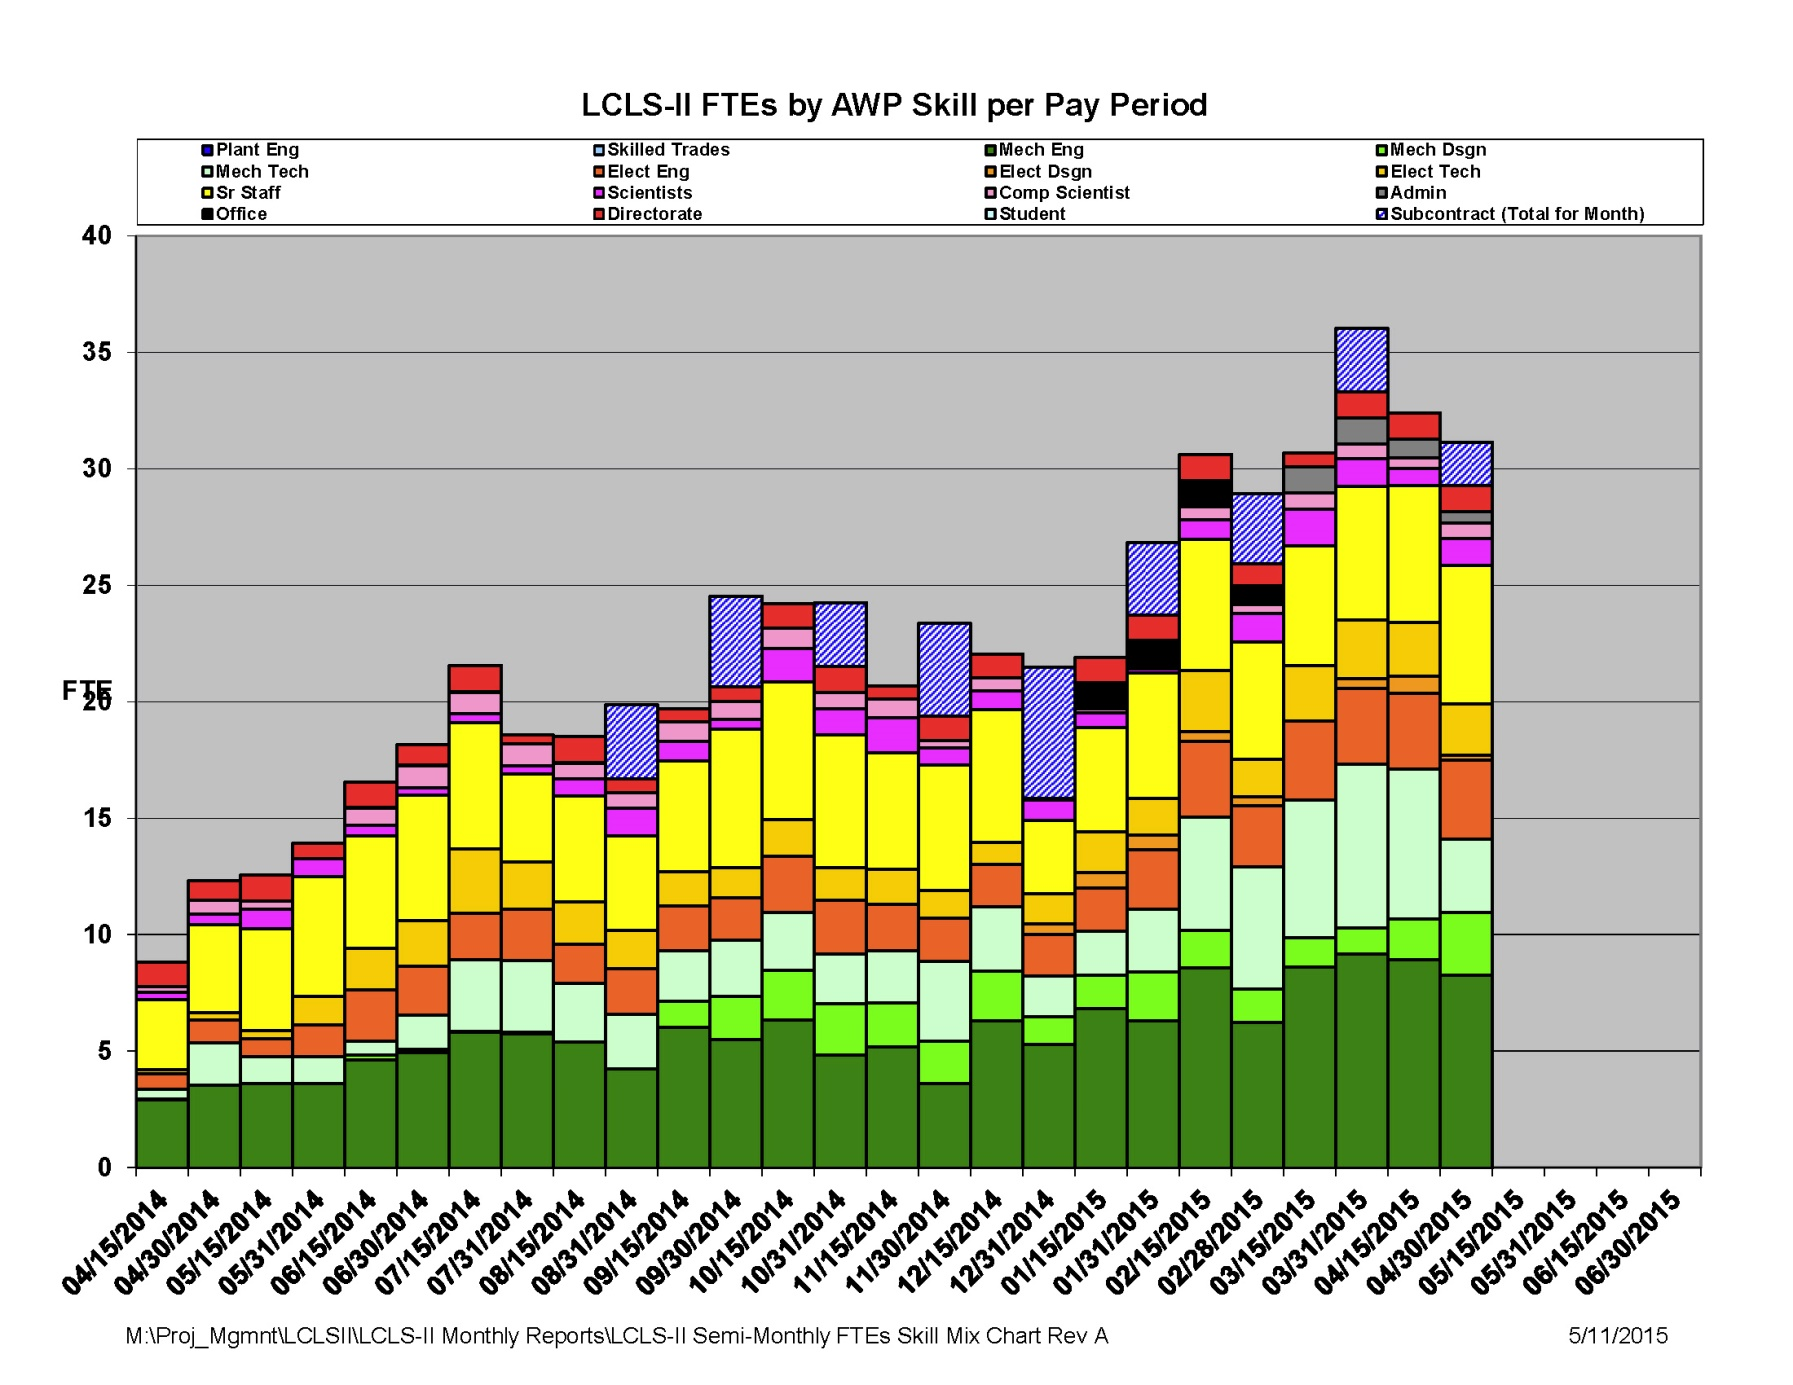 LCLS-II FTEs by AWP Skill per Pay Period
Plant Eng Skilled Trades Mech Eng Mech Dsgn
Mech Tech Elect Eng Elect Dsgn Elect Tech
Sr Staff Scientists Comp Scientist Admin
Office Directorate Student Subcontract (Total for Month)
40
35
30
25
FTE
20
15
10
5
0
04/15/2014 04/30/2014 05/15/2014 05/31/2014 06/15/2014 06/30/2014 07/15/2014 07/31/2014 08/15/2014 08/31/2014 09/15/2014 09/30/2014 10/15/2014 10/31/2014 11/15/2014 11/30/2014 12/15/2014 12/31/2014 01/15/2015 01/31/2015 02/15/2015 02/28/2015 03/15/2015 03/31/2015 04/15/2015 04/30/2015 05/15/2015 05/31/2015 06/15/2015 06/30/2015
M:\Proj_Mgmnt\LCLSII\LCLS-II Monthly Reports\LCLS-II Semi-Monthly FTEs Skill Mix Chart Rev A 5/11/2015